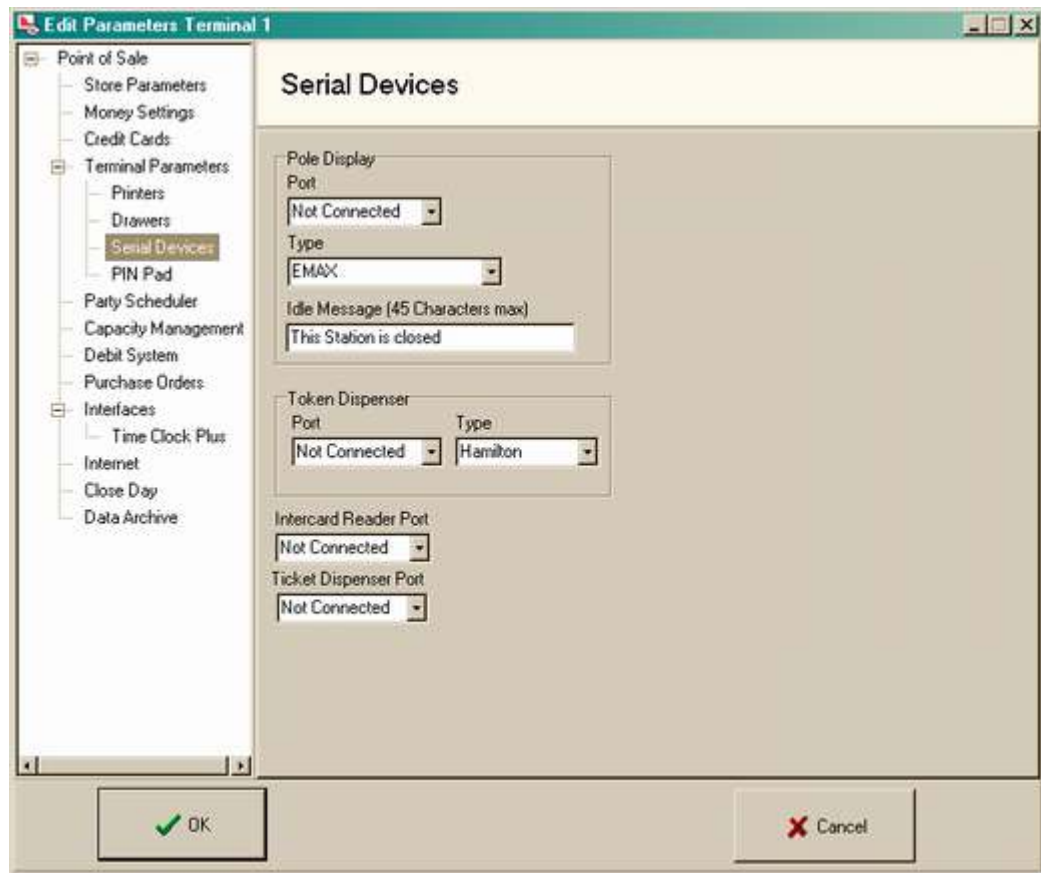 Edit Parameters Terminal 1
Point of Sale
Store Parameters
Money Settings
Credit Cards
Terminal Parameters
Printers
Drawers
Serial Devices
PIN Pad
Party Scheduler
Capacity Management
Debit System
Purchase Orders
Interfaces
Time Clock Plus
Internet
Close Day
Data Archive
Serial Devices
Pole Display
Port
Not Connected
Type
EMAX
Idle Message (45 Characters max)
This Station is closed
Token Dispenser
Port Type
Not Connected Hamilton
Intercard Reader Port
Not Connected
Ticket Dispenser Port
Not Connected
OK Cancel